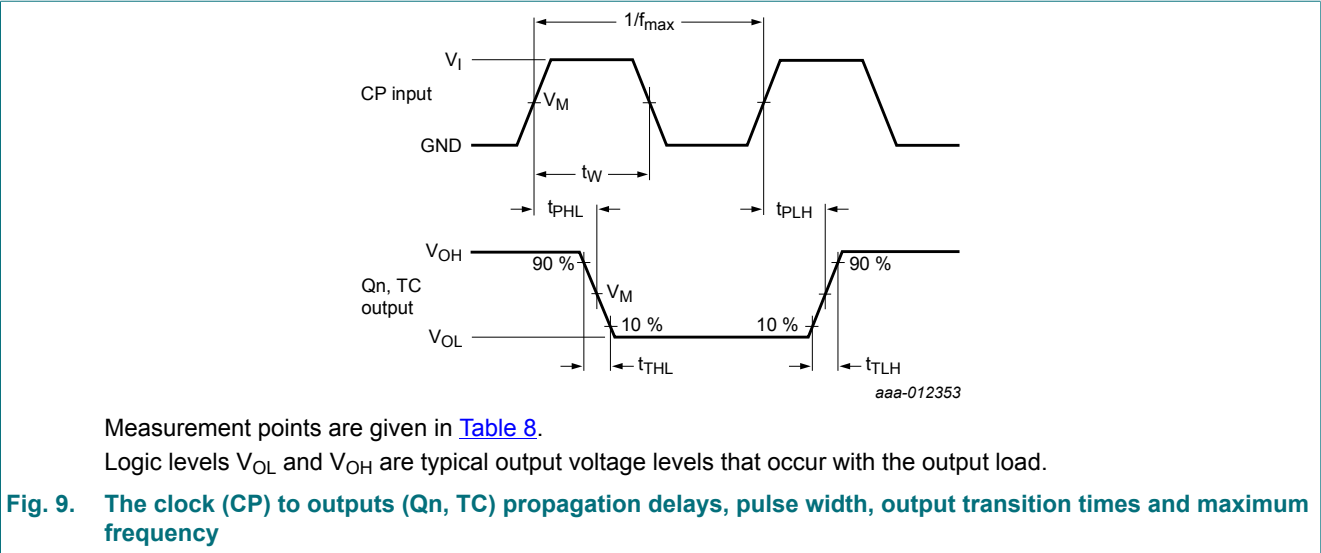 1/fmax
VI
CP input
VM
GND
tW
tPHL
tPLH
VOH
90 %
90 %
Qn, TC
output
VM
10 %
10 %
VOL
tTHL
tTLH
aaa-012353
Measurement points are given in Table 8.
Logic levels VOL and VOH are typical output voltage levels that occur with the output load.
Fig. 9. The clock (CP) to outputs (Qn, TC) propagation delays, pulse width, output transition times and maximum
frequency